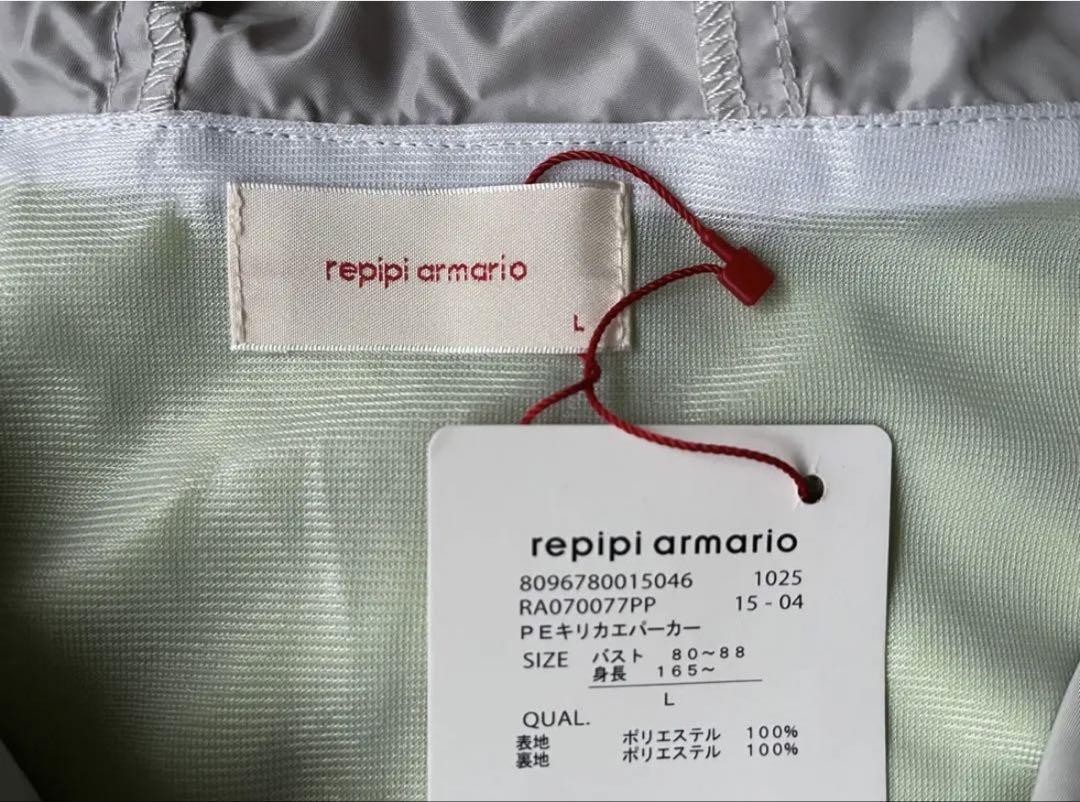 repipi armario
L
repipi armario
8096780015046 1025
RA070077PP 15 - 04
PEキリカエパーカー
SIZE バスト 80〜88
身長 165〜
L
QUAL.
表地 ポリエステル 100%
裏地 ポリエステル 100%